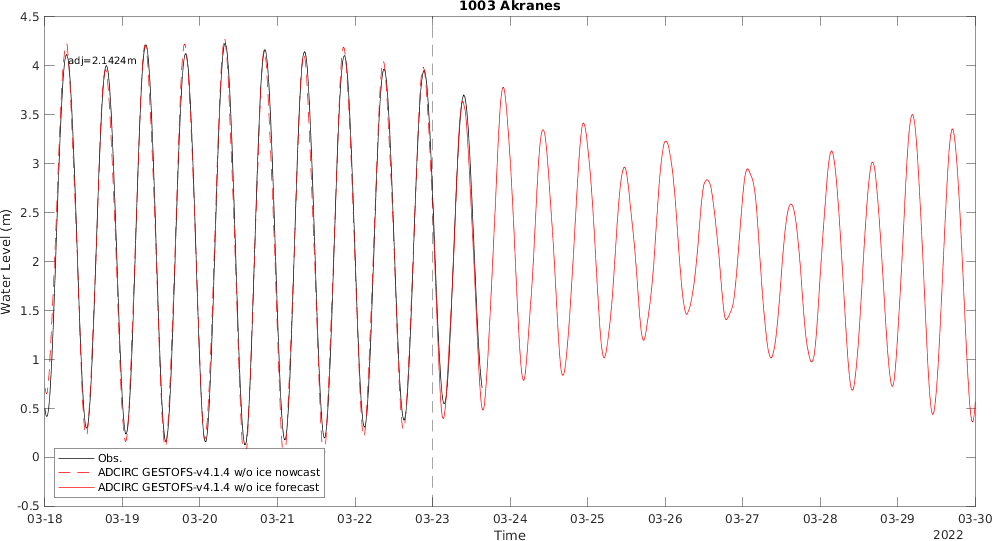 1003 Akranes
4.5
4
3.5
3
2.5
2
1.5
1
0.5
0
-0.5
Water Level (m)
adj=2.1424m
Obs.
ADCIRC GESTOFS-v4.1.4 w/o ice nowcast
ADCIRC GESTOFS-v4.1.4 w/o ice forecast
03-18 03-19 03-20 03-21 03-22 03-23 03-24 03-25 03-26 03-27 03-28 03-29 03-30
Time
2022